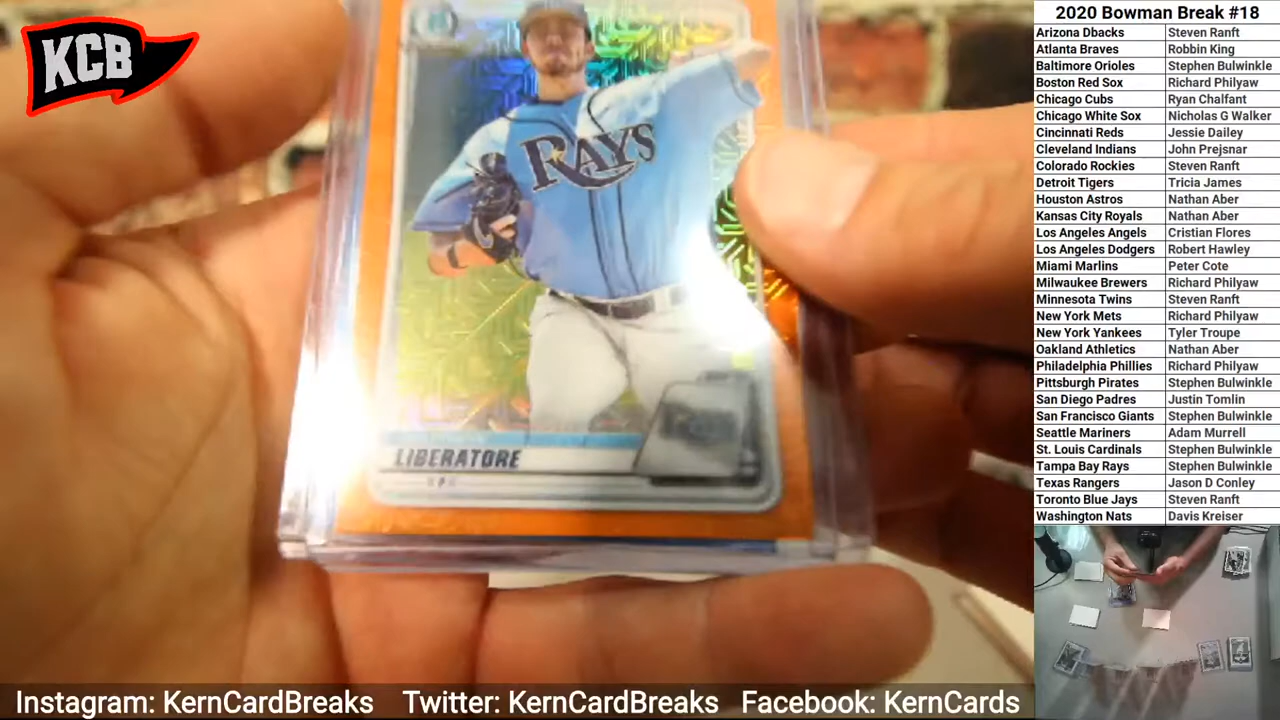 KCB
RAYS
LIBERATORE
2020 Bowman Break #18
Arizona Dbacks Steven Ranft
Atlanta Braves Robbin King
Baltimore Orioles Stephen Bulwinkle
Boston Red Sox Richard Philyaw
Chicago Cubs Ryan Chalfant
Chicago White Sox Nicholas G Walker
Cincinnati Reds Jessie Dailey
Cleveland Indians John Prejsnar
Colorado Rockies Steven Ranft
Detroit Tigers Tricia James
Houston Astros Nathan Aber
Kansas City Royals Nathan Aber
Los Angeles Angels Cristian Flores
Los Angeles Dodgers Robert Hawley
Miami Marlins Peter Cote
Milwaukee Brewers Richard Philyaw
Minnesota Twins Steven Ranft
New York Mets Richard Philyaw
New York Yankees Tyler Troupe
Oakland Athletics Nathan Aber
Philadelphia Phillies Richard Philyaw
Pittsburgh Pirates Stephen Bulwinkle
San Diego Padres Justin Tomlin
San Francisco Giants Stephen Bulwinkle
Seattle Mariners Adam Murrell
St. Louis Cardinals Stephen Bulwinkle
Tampa Bay Rays Stephen Bulwinkle
Texas Rangers Jason D Conley
Toronto Blue Jays Steven Ranft
Washington Nats Davis Kreiser
Instagram: KernCardBreaks Twitter: KernCardBreaks Facebook: KernCards